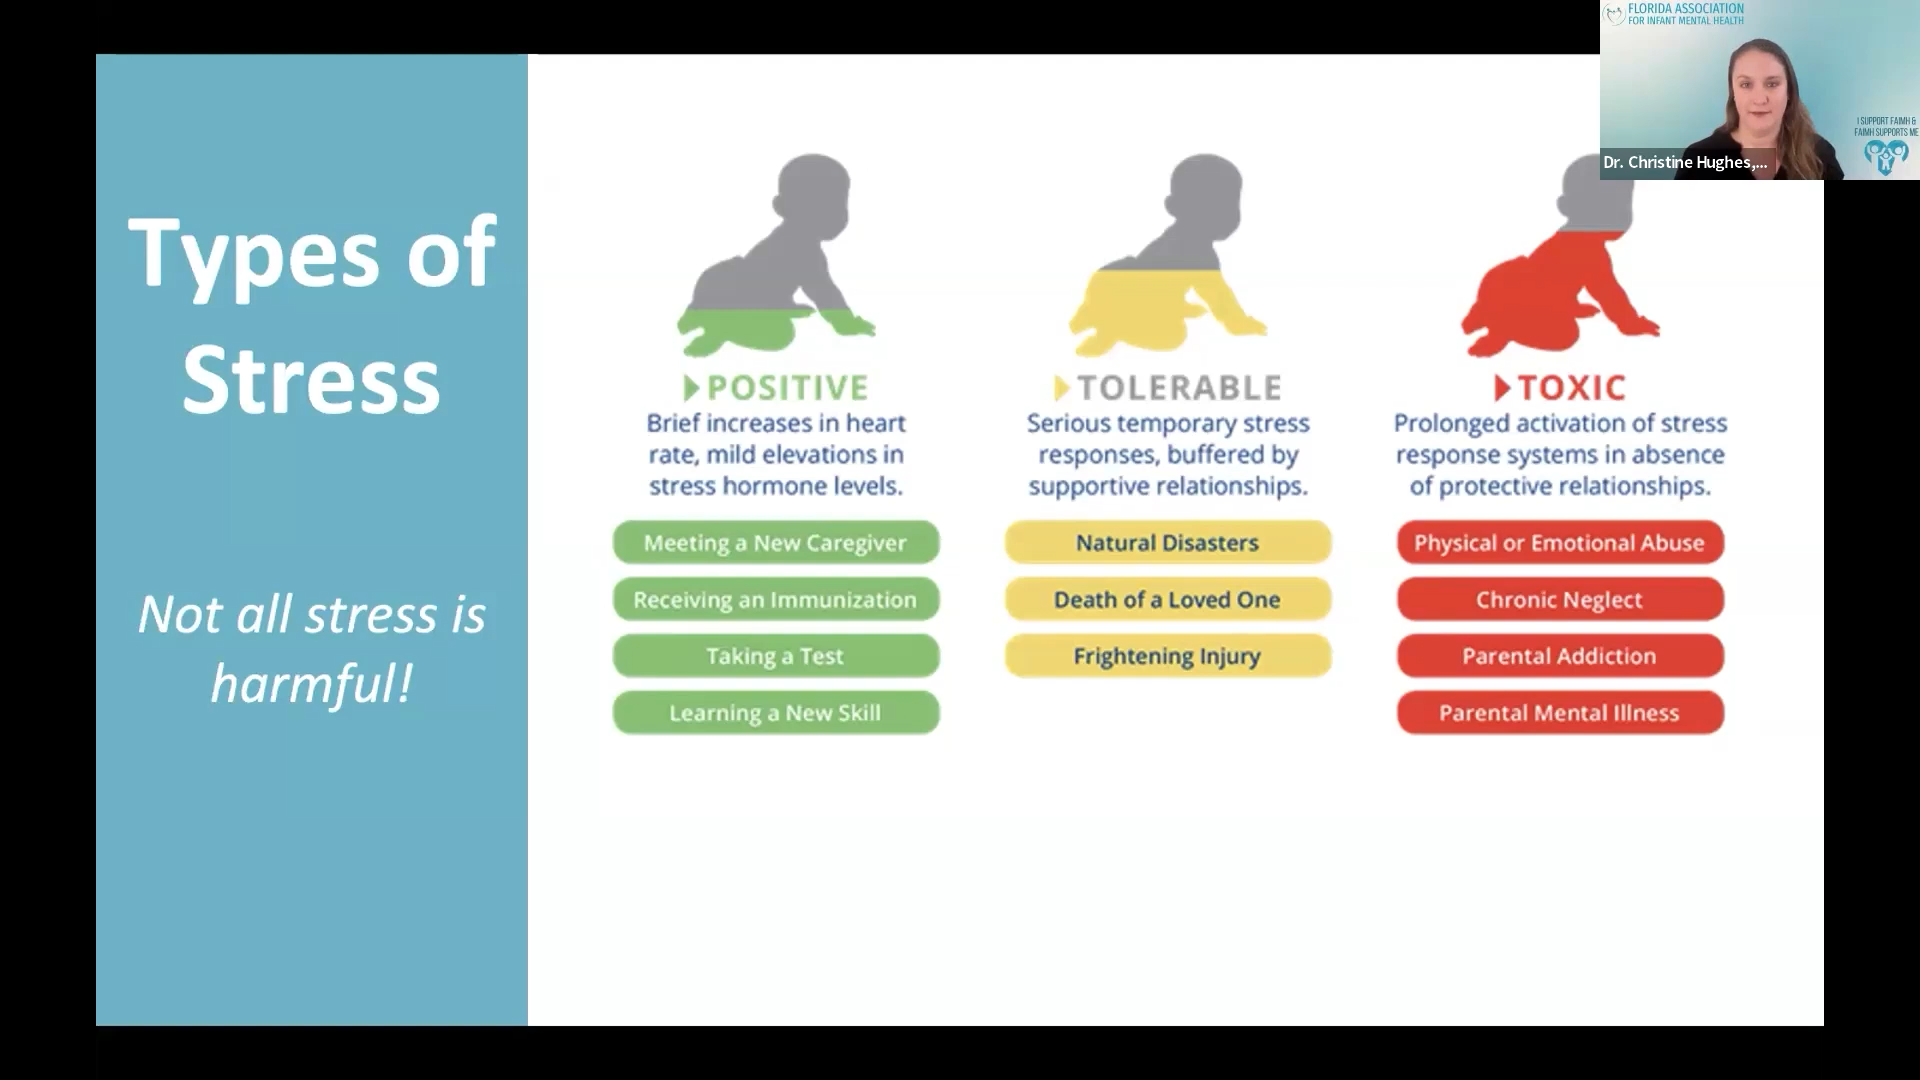 Types of
Stress
Not all stress is
harmful!
POSITIVE
Brief increases in heart
rate, mild elevations in
stress hormone levels.
Meeting a New Caregiver
Receiving an Immunization
Taking a Test
Learning a New Skill
TOLERABLE
Serious temporary stress
responses, buffered by
supportive relationships.
Natural Disasters
Death of a Loved One
Frightening Injury
TOXIC
Prolonged activation of stress
response systems in absence
of protective relationships.
Physical or Emotional Abuse
Chronic Neglect
Parental Addiction
Parental Mental Illness
FLORIDA ASSOCIATION
FOR INFANT MENTAL HEALTH
I SUPPORT FAIMH &
FAIMH SUPPORTS ME
Dr. Christine Hughes,...